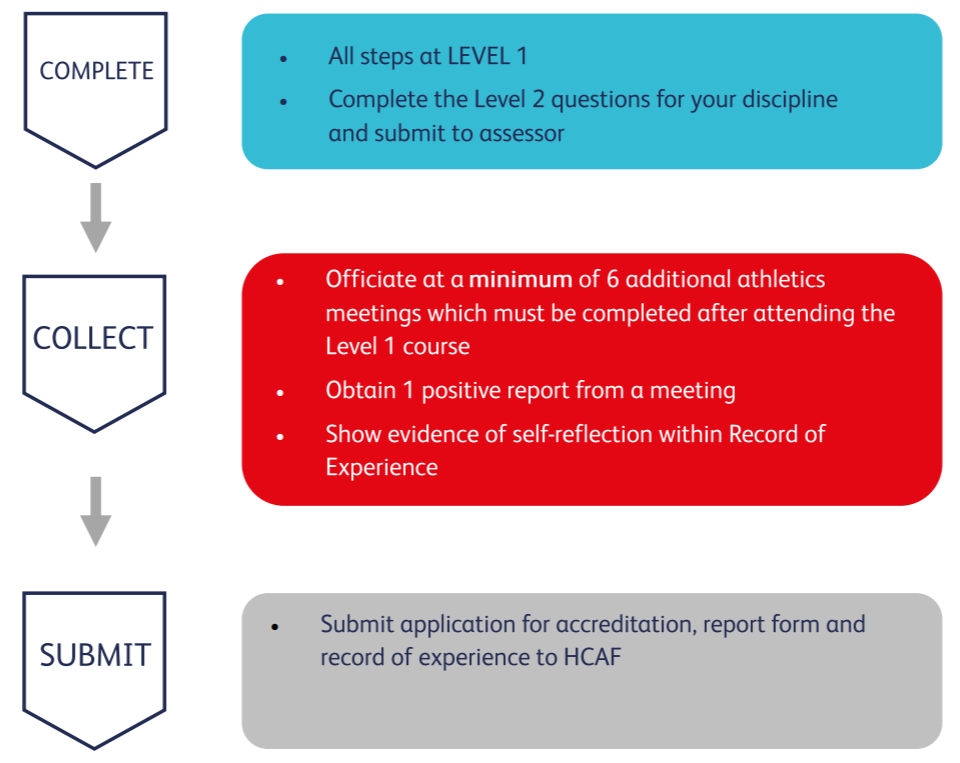 COMPLETE
• All steps at LEVEL 1
• Complete the Level 2 questions for your discipline
and submit to assessor
COLLECT
• Officiate at a minimum of 6 additional athletics
meetings which must be completed after attending the
Level 1 course
• Obtain 1 positive report from a meeting
• Show evidence of self-reflection within Record of
Experience
SUBMIT
• Submit application for accreditation, report form and
record of experience to HCAF